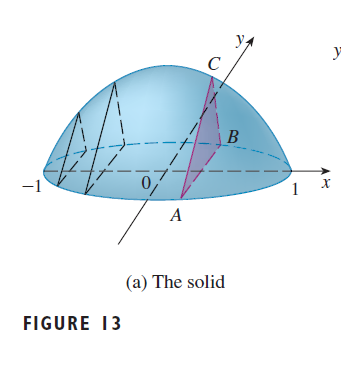 y
y
C
B
-1
0
1
x
A
(a) The solid
FIGURE 13